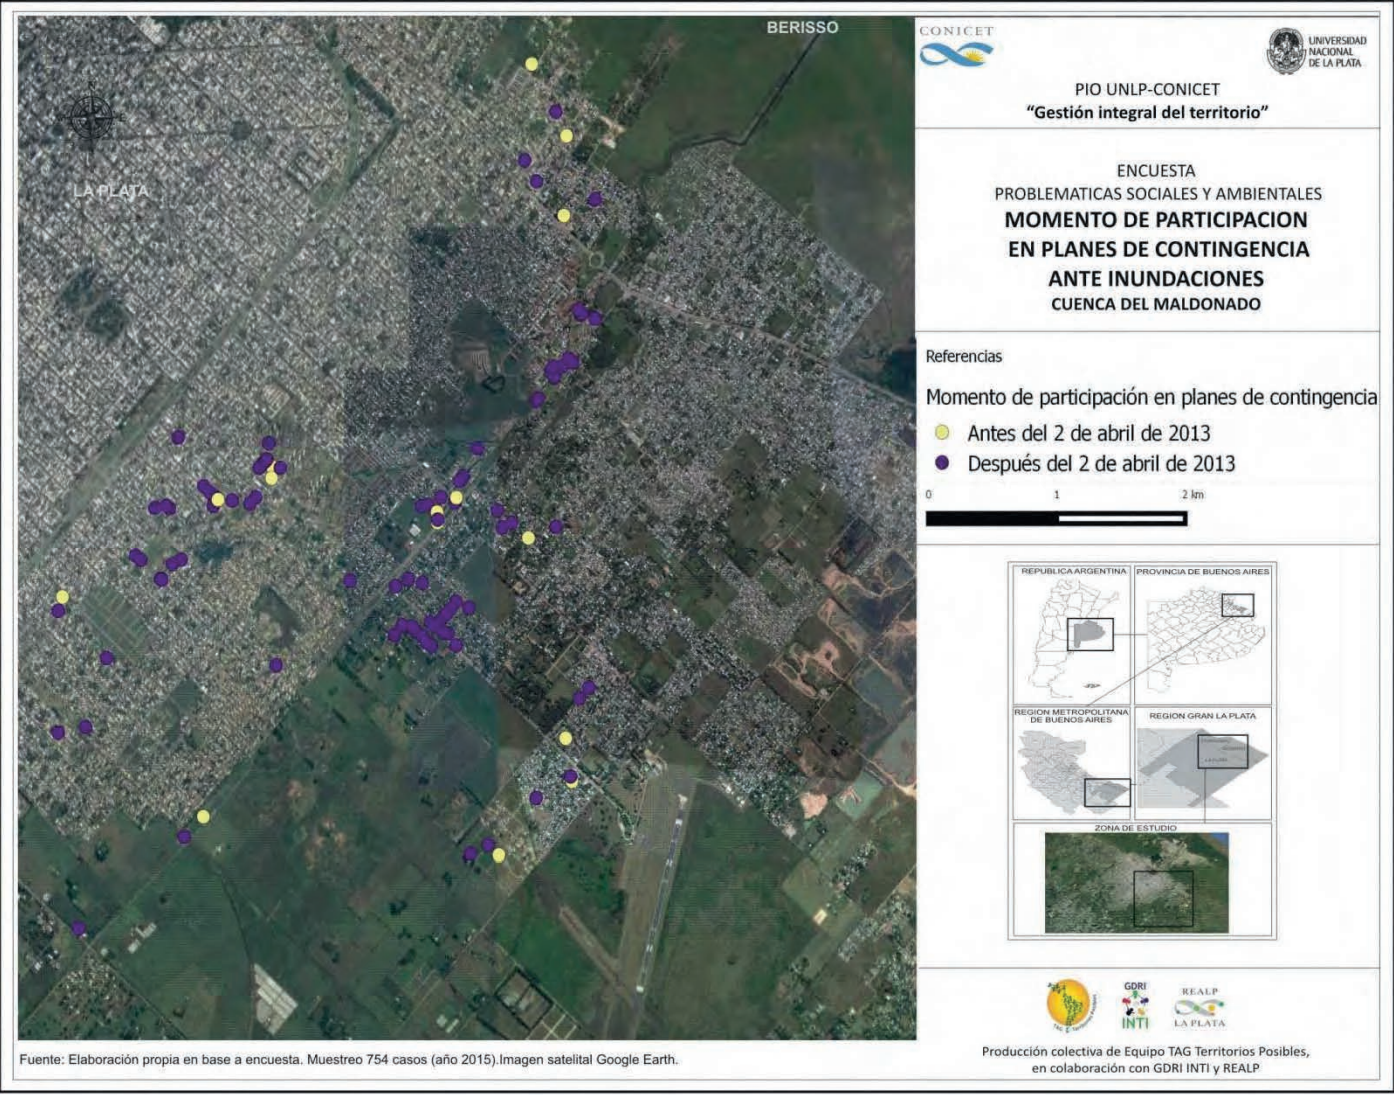 BERISSO
N
LA PLATA
CONICET
UNIVERSIDAD
NACIONAL
DE LA PLATA
PIO UNLP-CONICET
“Gestión integral del territorio”
ENCUESTA
PROBLEMATICAS SOCIALES Y AMBIENTALES
MOMENTO DE PARTICIPACION
EN PLANES DE CONTINGENCIA
ANTE INUNDACIONES
CUENCA DEL MALDONADO
Referencias
Momento de participación en planes de contingencia
Antes del 2 de abril de 2013
Después del 2 de abril de 2013
0 1 2 km
REPUBLICA ARGENTINA
PROVINCIA DE BUENOS AIRES
REGION METROPOLITANA
DE BUENOS AIRES
REGION GRAN LA PLATA
ZONA DE ESTUDIO
TAG Territorios Posibles
GDRI
INTI
REALP
LA PLATA
Producción colectiva de Equipo TAG Territorios Posibles,
en colaboración con GDRI INTI y REALP
Fuente: Elaboración propia en base a encuesta. Muestreo 754 casos (año 2015).Imagen satelital Google Earth.